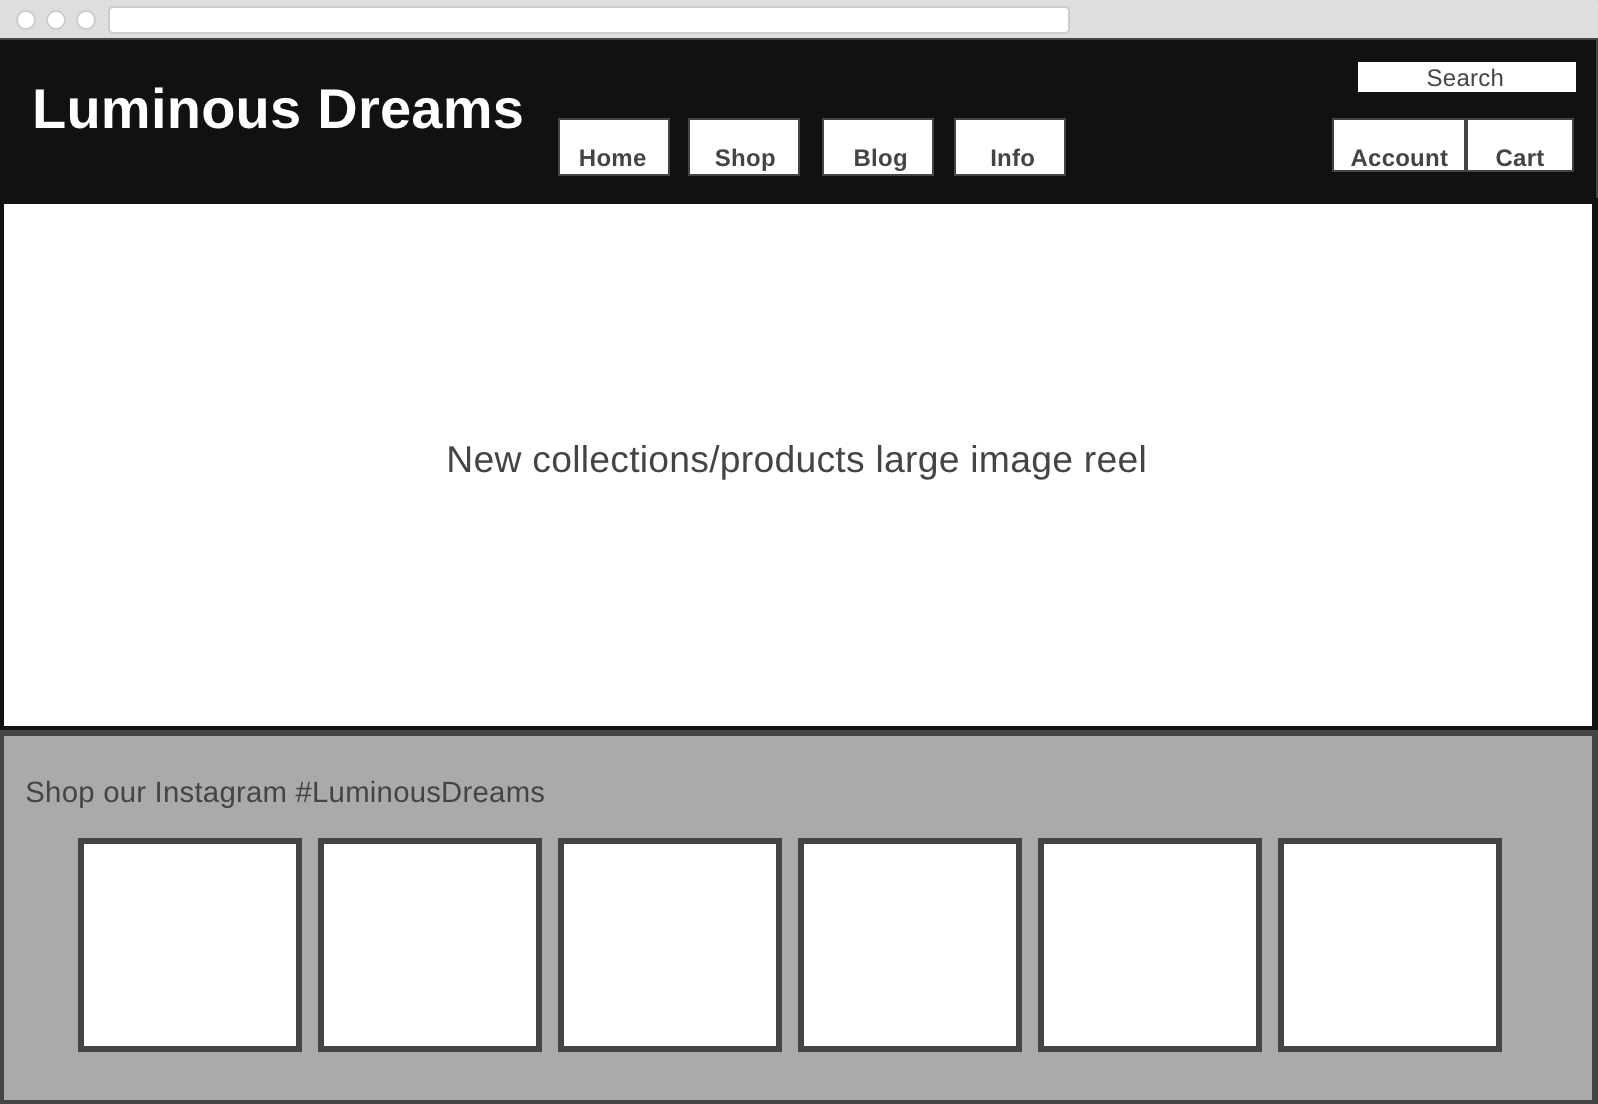 Luminous Dreams
Search
Home
Shop
Blog
Info
Account
Cart
New collections/products large image reel
Shop our Instagram #LuminousDreams